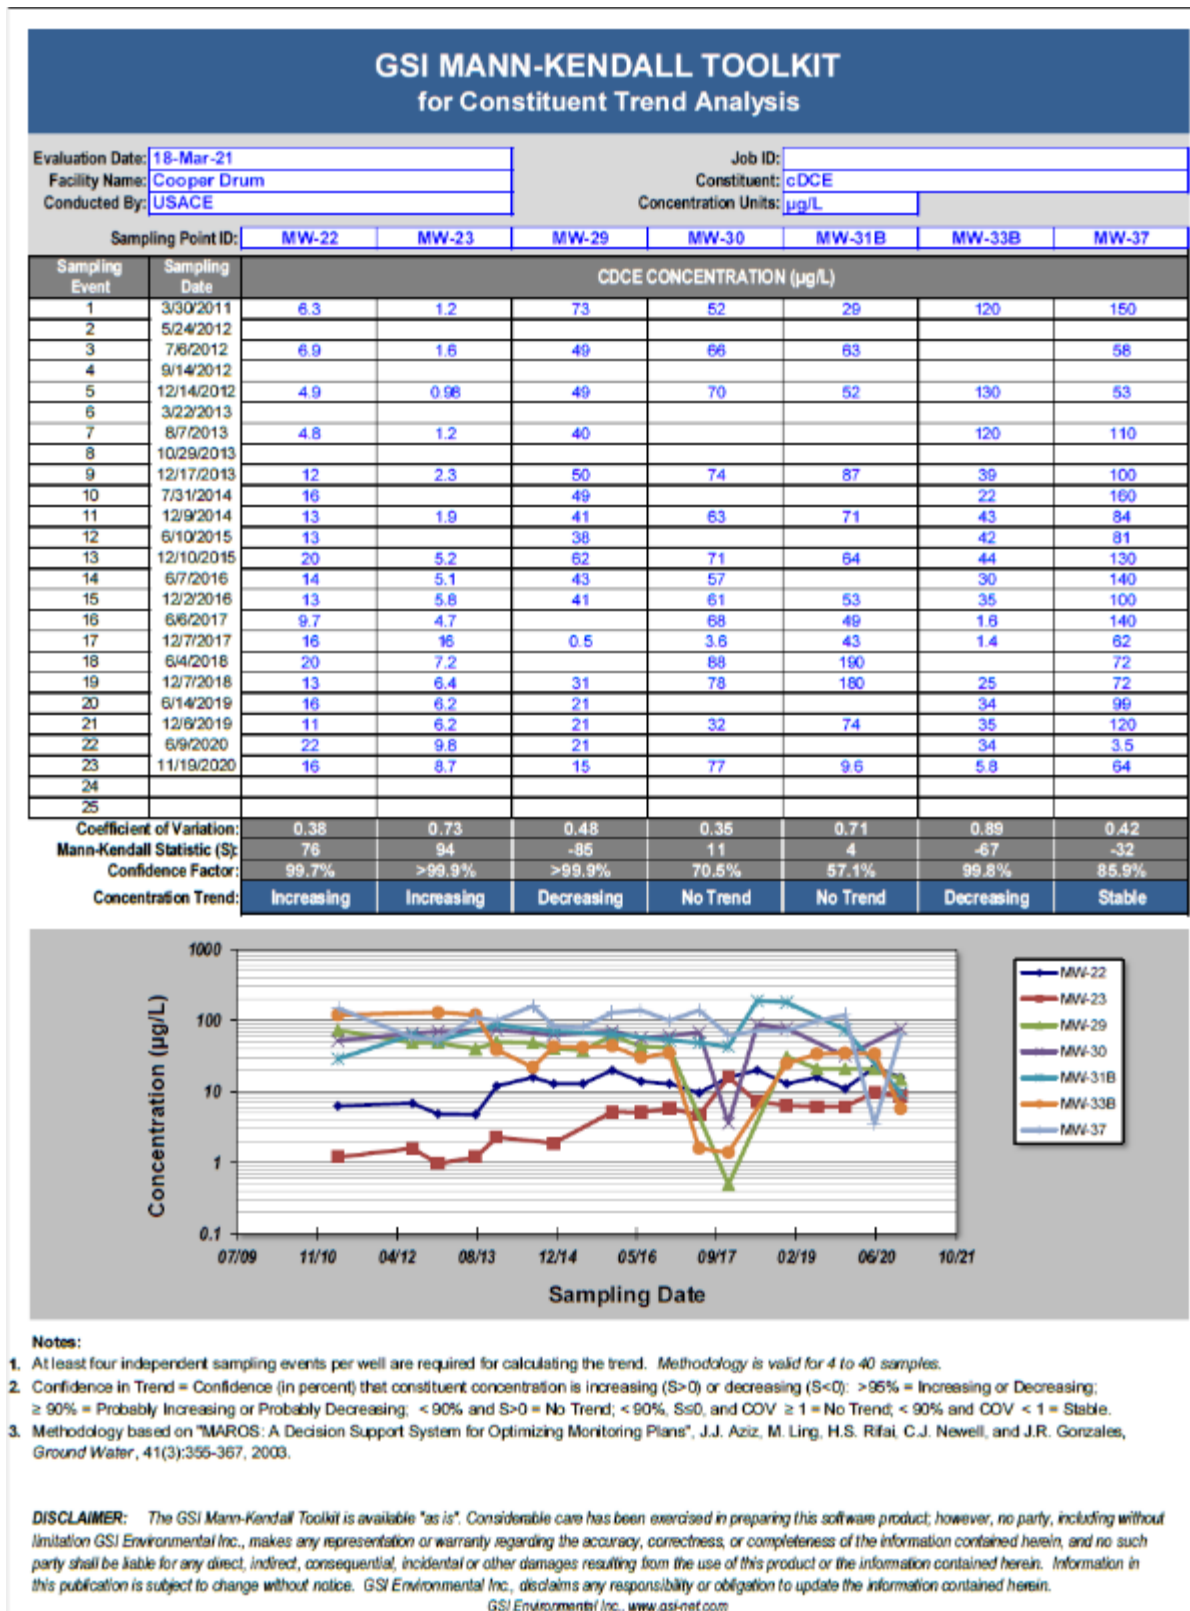 GSI MANN-KENDALL TOOLKIT
for Constituent Trend Analysis
Evaluation Date: 18-Mar-21 Job ID:
Facility Name: Cooper Drum Constituent: cDCE
Conducted By: USACE Concentration Units: µg/L
Sampling Point ID: MW-22 MW-23 MW-29 MW-30 MW-31B MW-33B MW-37
Sampling Event Sampling Date CDCE CONCENTRATION (µg/L)
1 3/30/2011 6.3 1.2 73 52 29 120 150
2 5/24/2012
3 7/6/2012 6.9 1.6 49 66 63 58
4 9/14/2012
5 12/14/2012 4.9 0.98 49 70 52 130 53
6 3/22/2013
7 8/7/2013 4.8 1.2 40 120 110
8 10/29/2013
9 12/17/2013 12 2.3 50 74 87 39 100
10 7/31/2014 16 49 22 160
11 12/9/2014 13 1.9 41 63 71 43 84
12 6/10/2015 13 38 42 81
13 12/10/2015 20 5.2 62 71 64 44 130
14 6/7/2016 14 5.1 43 57 30 140
15 12/2/2016 13 5.8 41 61 53 35 100
16 6/6/2017 9.7 4.7 68 49 1.6 140
17 12/7/2017 16 16 0.5 3.6 43 1.4 62
18 6/4/2018 20 7.2 88 190 72
19 12/7/2018 13 6.4 31 78 180 25 72
20 6/14/2019 16 6.2 21 34 99
21 12/6/2019 11 6.2 21 32 74 35 120
22 6/9/2020 22 9.8 21 34 3.5
23 11/19/2020 16 8.7 15 77 9.6 5.8 64
24
25
Coefficient of Variation: 0.38 0.73 0.48 0.35 0.71 0.89 0.42
Mann-Kendall Statistic (S): 76 94 -85 11 4 -67 -32
Confidence Factor: 99.7% >99.9% >99.9% 70.5% 57.1% 99.8% 85.9%
Concentration Trend: Increasing Increasing Decreasing No Trend No Trend Decreasing Stable
Concentration (µg/L)
1000
100
10
1
0.1
07/09 11/10 04/12 08/13 12/14 05/16 09/17 02/19 06/20 10/21
Sampling Date
MW-22
MW-23
MW-29
MW-30
MW-31B
MW-33B
MW-37
Notes:
1. At least four independent sampling events per well are required for calculating the trend. Methodology is valid for 4 to 40 samples.
2. Confidence in Trend = Confidence (in percent) that constituent concentration is increasing (S>0) or decreasing (S<0): >95% = Increasing or Decreasing;
≥ 90% = Probably Increasing or Probably Decreasing; < 90% and S>0 = No Trend; < 90%, S≤0, and COV ≥ 1 = No Trend; < 90% and COV < 1 = Stable.
3. Methodology based on "MAROS: A Decision Support System for Optimizing Monitoring Plans", J.J. Aziz, M. Ling, H.S. Rifai, C.J. Newell, and J.R. Gonzales,
Ground Water, 41(3):355-367, 2003.
DISCLAIMER: The GSI Mann-Kendall Toolkit is available "as is". Considerable care has been exercised in preparing this software product; however, no party, including without
limitation GSI Environmental Inc., makes any representation or warranty regarding the accuracy, correctness, or completeness of the information contained herein, and no such
party shall be liable for any direct, indirect, consequential, incidental or other damages resulting from the use of this product or the information contained herein. Information in
this publication is subject to change without notice. GSI Environmental Inc., disclaims any responsibility or obligation to update the information contained herein.
GSI Environmental Inc., www.gsi-net.com